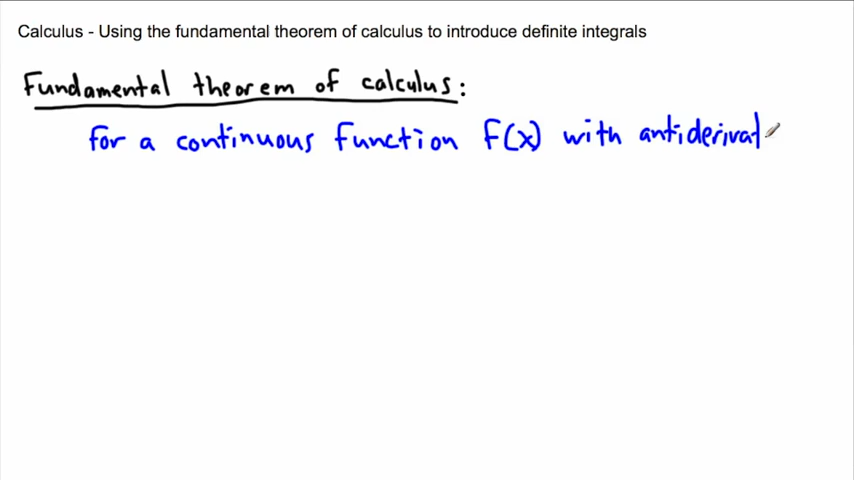 Calculus - Using the fundamental theorem of calculus to introduce definite integrals
Fundamental theorem of calculus:
for a continuous function f(x) with antiderivat